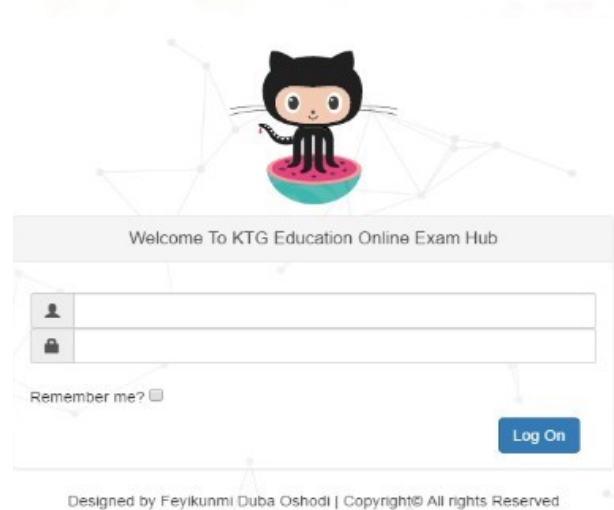 Welcome To KTG Education Online Exam Hub
Remember me?
Log On
Designed by Feyikunmi Duba Oshodi | Copyright© All rights Reserved